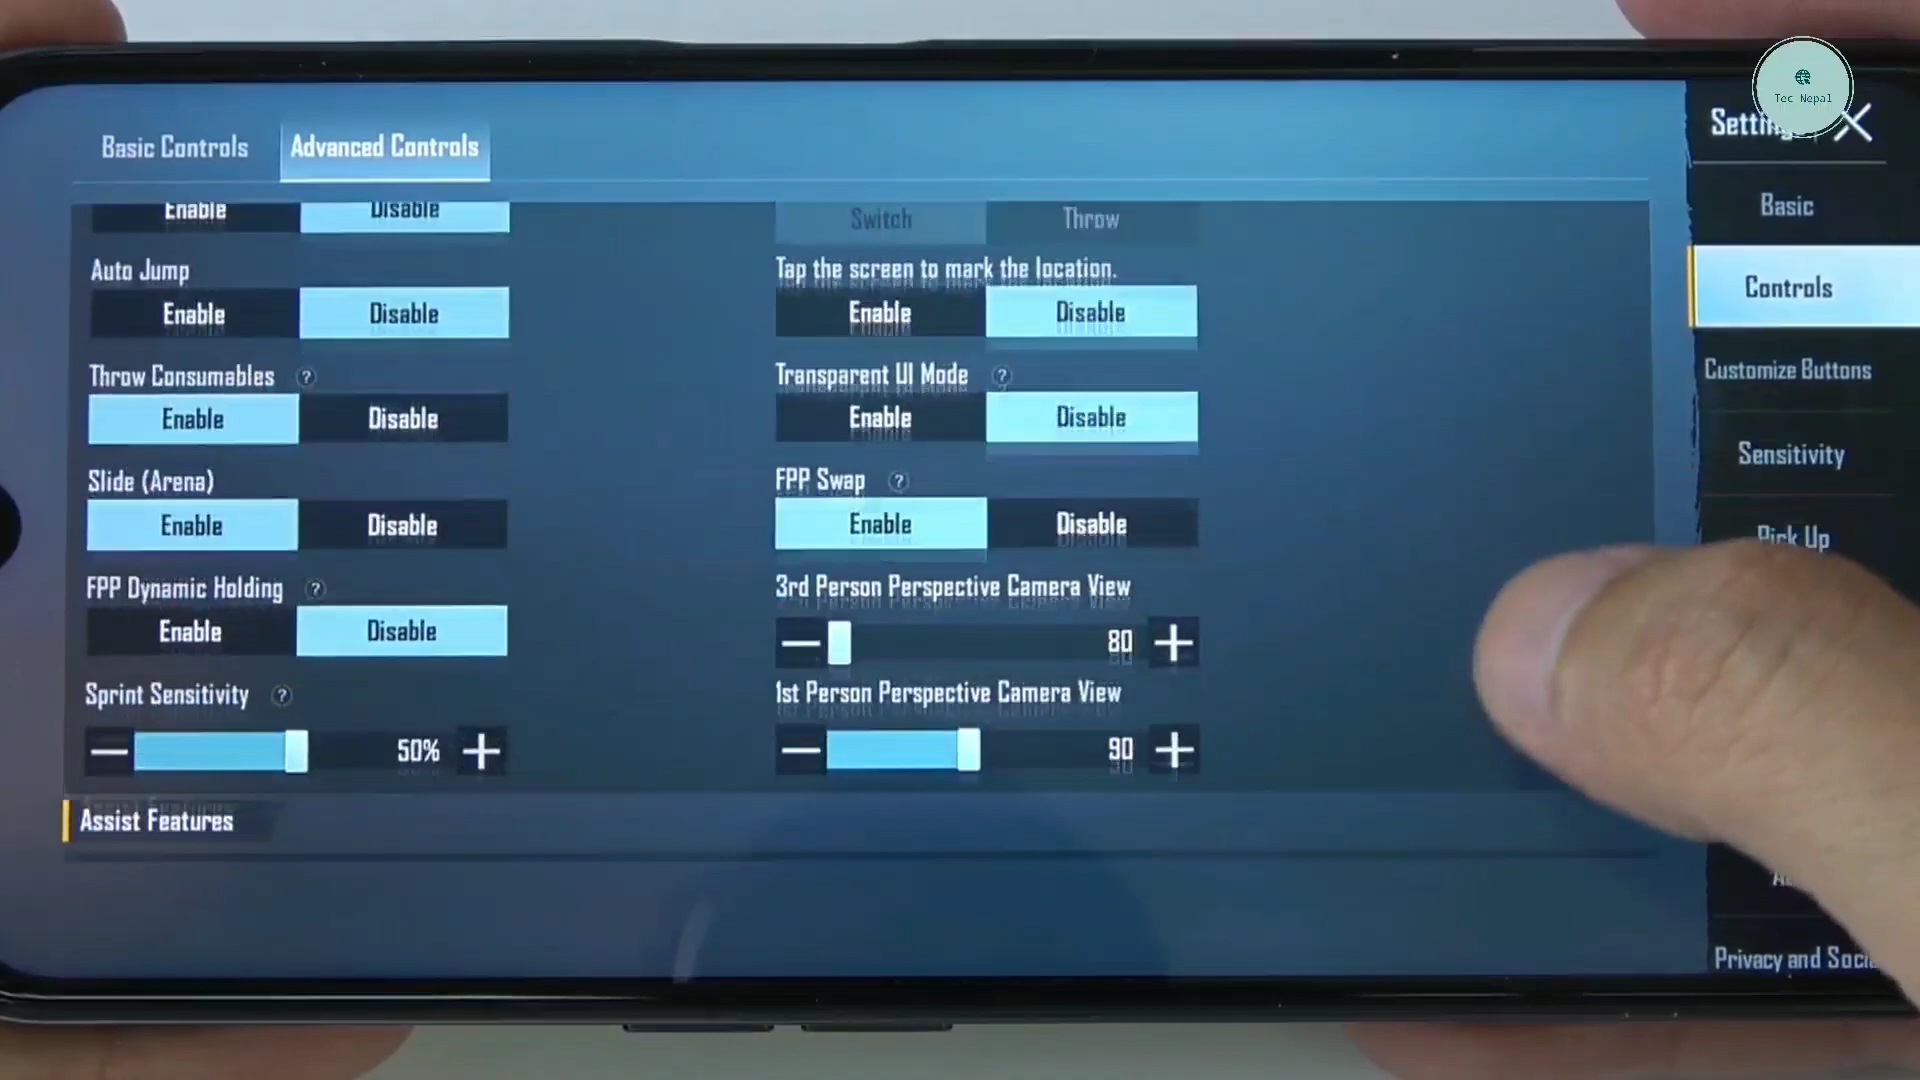 Tec Nepal
Basic Controls
Advanced Controls
Enable
Disable
Auto Jump
Enable
Disable
Throw Consumables ?
Enable
Disable
Slide (Arena)
Enable
Disable
FPP Dynamic Holding ?
Enable
Disable
Sprint Sensitivity ?
50%
Switch
Throw
Tap the screen to mark the location.
Enable
Disable
Transparent UI Mode ?
Enable
Disable
FPP Swap ?
Enable
Disable
3rd Person Perspective Camera View
80
1st Person Perspective Camera View
90
Assist Features
Basic
Controls
Customize Buttons
Sensitivity
Pick Up
Privacy and